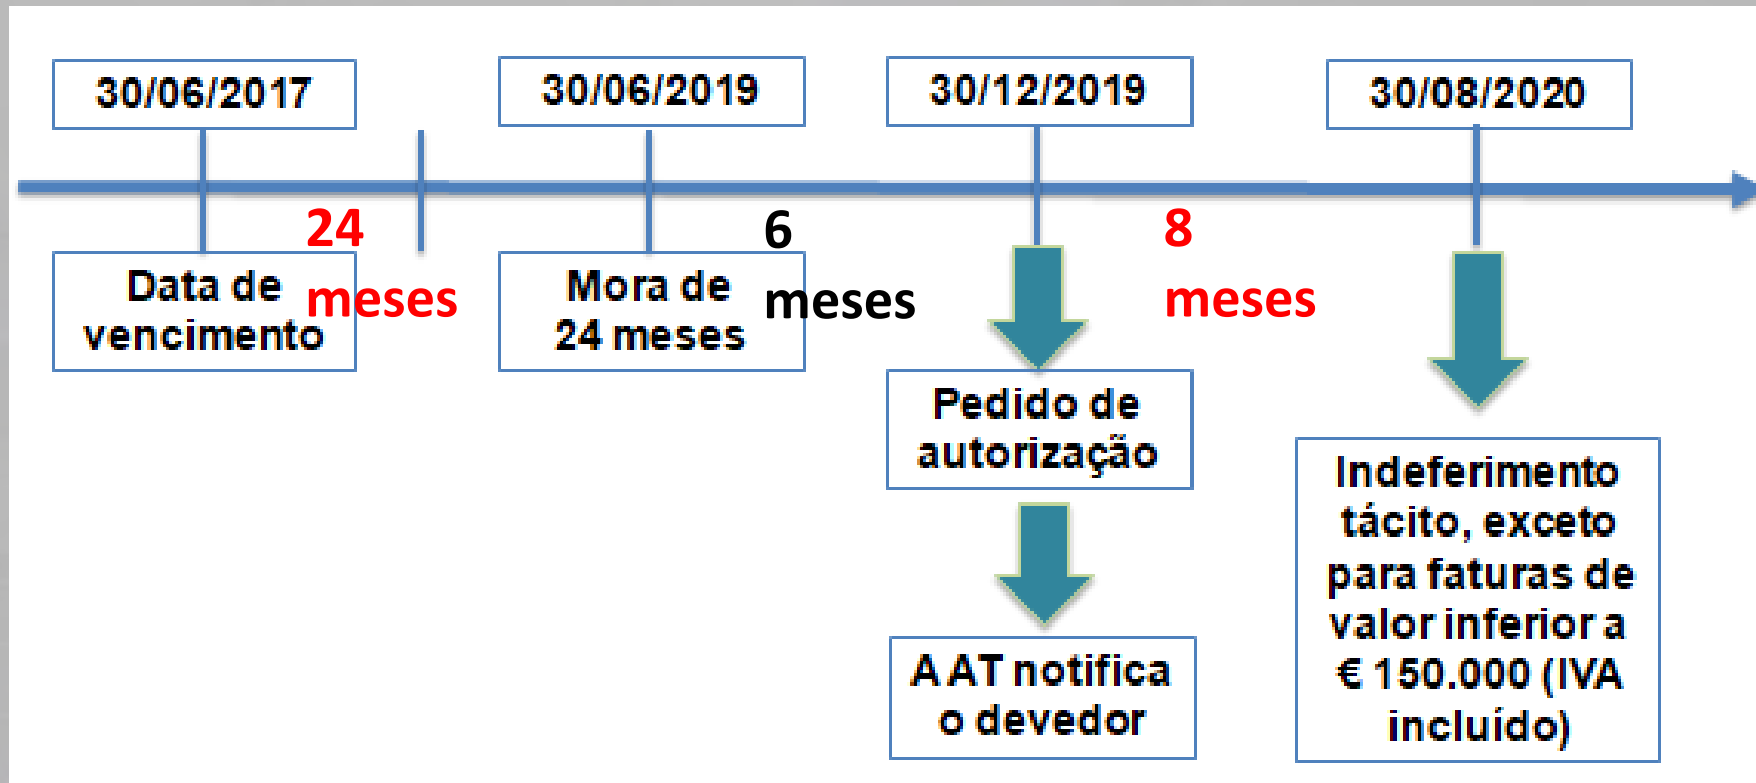 30/06/2017
30/06/2019
30/12/2019
30/08/2020
24
meses
6
meses
8
meses
Data de
vencimento
Mora de
24 meses
Pedido de
autorização
A AT notifica
o devedor
Indeferimento
tácito, exceto
para faturas de
valor inferior a
€ 150.000 (IVA
incluído)